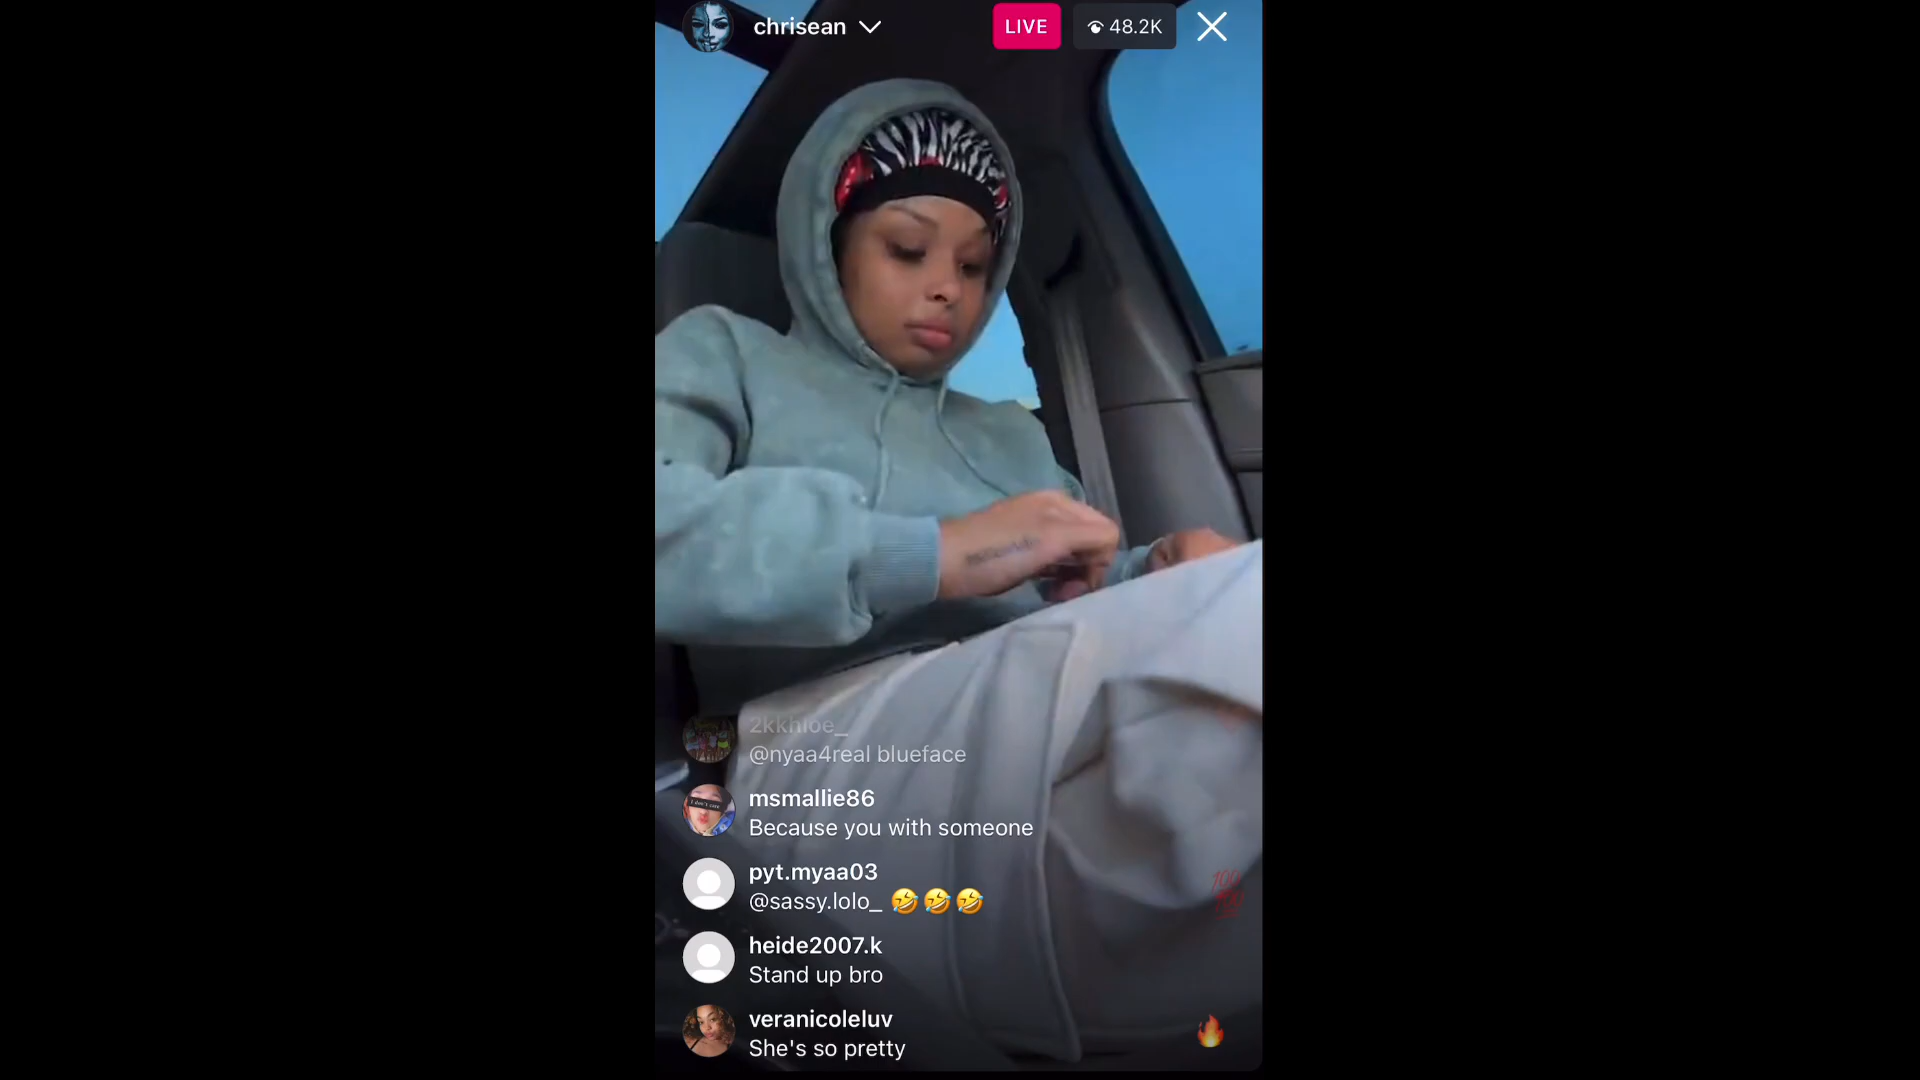 chrisean
LIVE
48.2K
2kkhloe_
@nyaa4real blueface
msmallie86
Because you with someone
pyt.myaa03
@sassy.lolo_ 🤣🤣🤣
heide2007.k
Stand up bro
veranicoleluv
She's so pretty